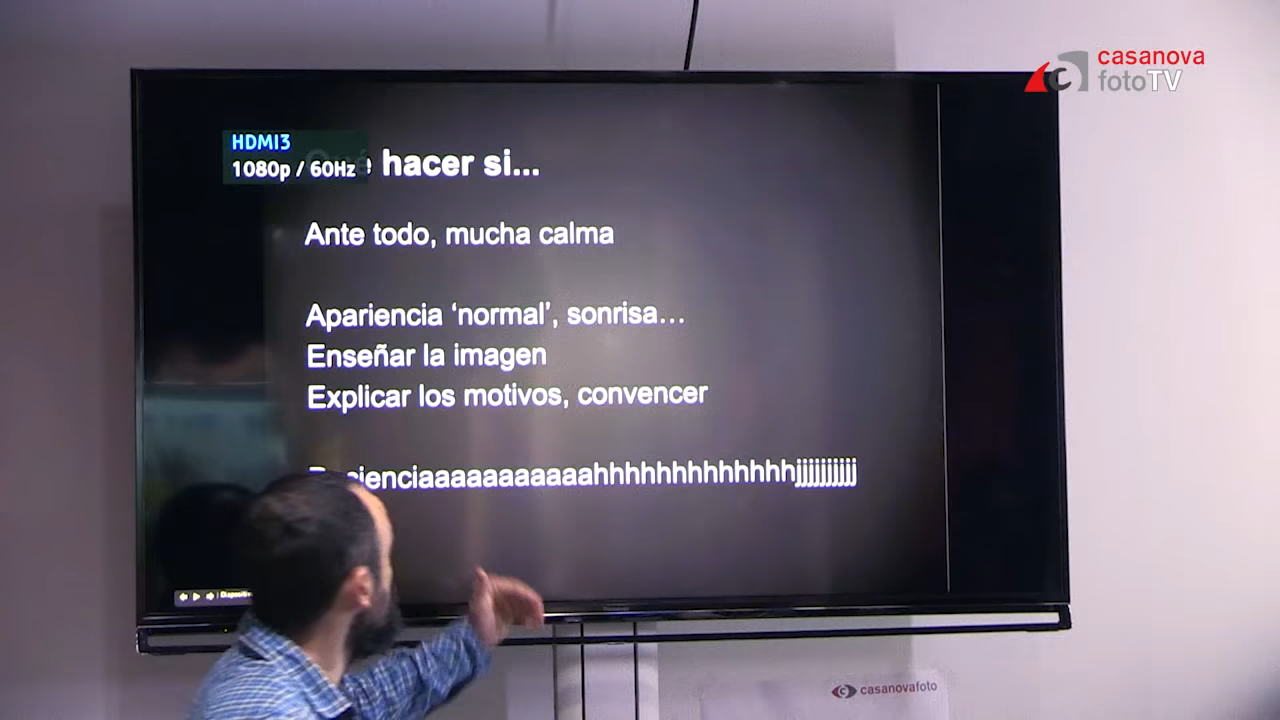 casanova
fotoTV
HDMI3
1080p / 60Hz
hacer si...
Ante todo, mucha calma
Apariencia ‘normal’, sonrisa...
Enseñar la imagen
Explicar los motivos, convencer
casanovafoto